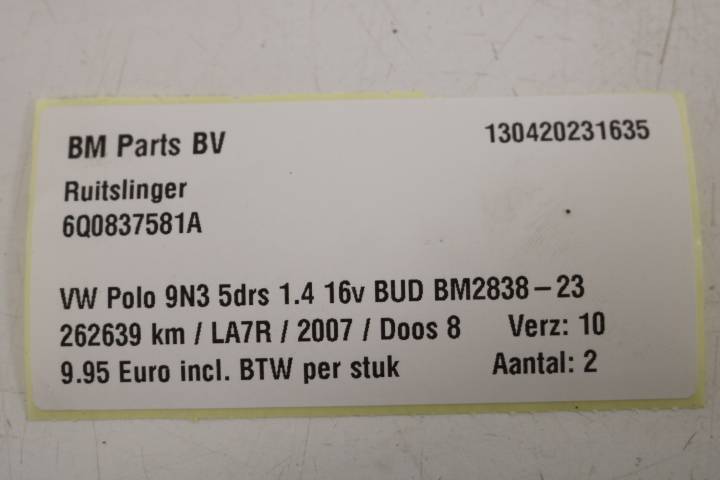 BM Parts BV 130420231635
Ruitslinger
6Q0837581A
VW Polo 9N3 5drs 1.4 16v BUD BM2838-23
262639 km / LA7R / 2007 / Doos 8 Verz: 10
9.95 Euro incl. BTW per stuk Aantal: 2